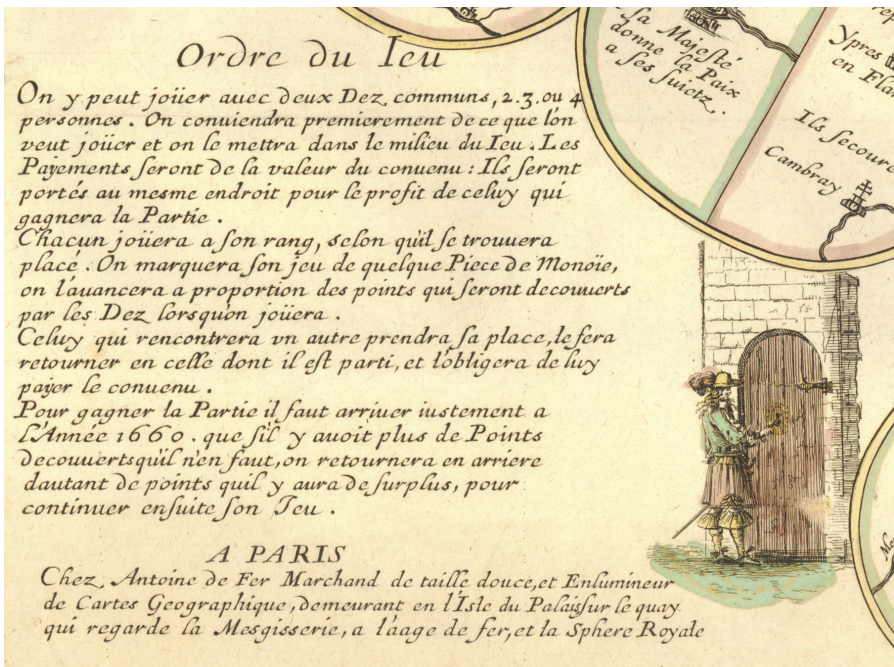 Ordre du Ieu
On y peut joüer auec deux Dez communs, 2.3. ou 4
personnes. On conuiendra premierement de ce que lon
veut joüer et on le mettra dans le milieu du Ieu. Les
Payements seront de la valeur du conuenu : Ils seront
portés au mesme endroit pour le profit de celuy qui
gagnera la Partie.
Chacun joüera a son rang, selon quil se trouuera
placé. On marquera son jeu de quelque Piece de Monoïe,
on l'auancera a proportion des points qui seront decouuerts
par les Dez lorsquon joüera.
Celuy qui rencontrera vn autre prendra sa place, le fera
retourner en celle dont il est parti, et lobligera de luy
païer le conuenu.
Pour gagner la Partie il faut arriuer iustement a
l'Année 1660. que s'il y auoit plus de Points
decouuerts qu'il n'en faut, on retournera en arriere
dautant de points quil y aura de surplus, pour
continuer ensuite son Ieu.
A PARIS
Chez Antoine de Fer Marchand de taille douce, et Enlumineur
de Cartes Geographique, demeurant en l'Isle du Palais sur le quay
qui regarde la Mesgisserie, a l'aage de fer, et la Sphere Royale
sa Majesté
donne la Paix
a ses suietz.
Ypres
en Flan
Ils secoure
Cambray